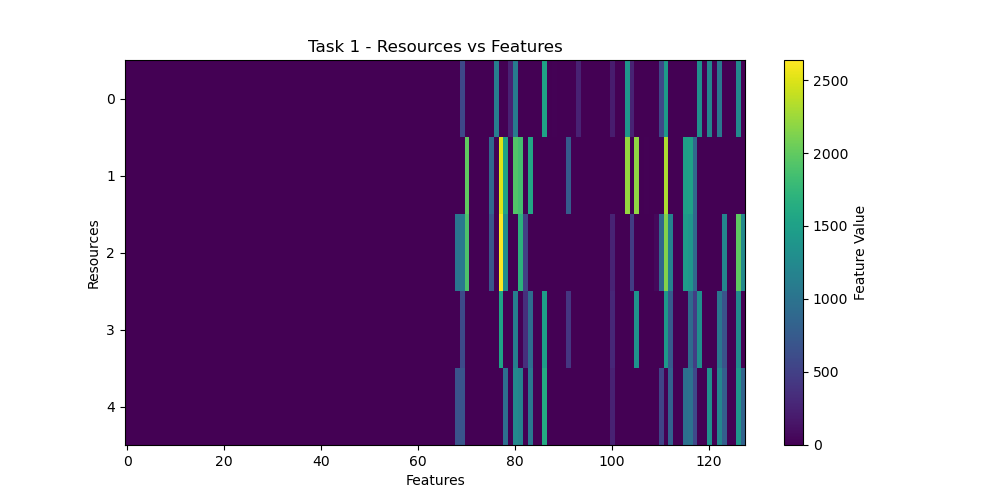 Task 1 - Resources vs Features
Resources
0
1
2
3
4
0 20 40 60 80 100 120
Features
2500
2000
1500
1000
500
0
Feature Value